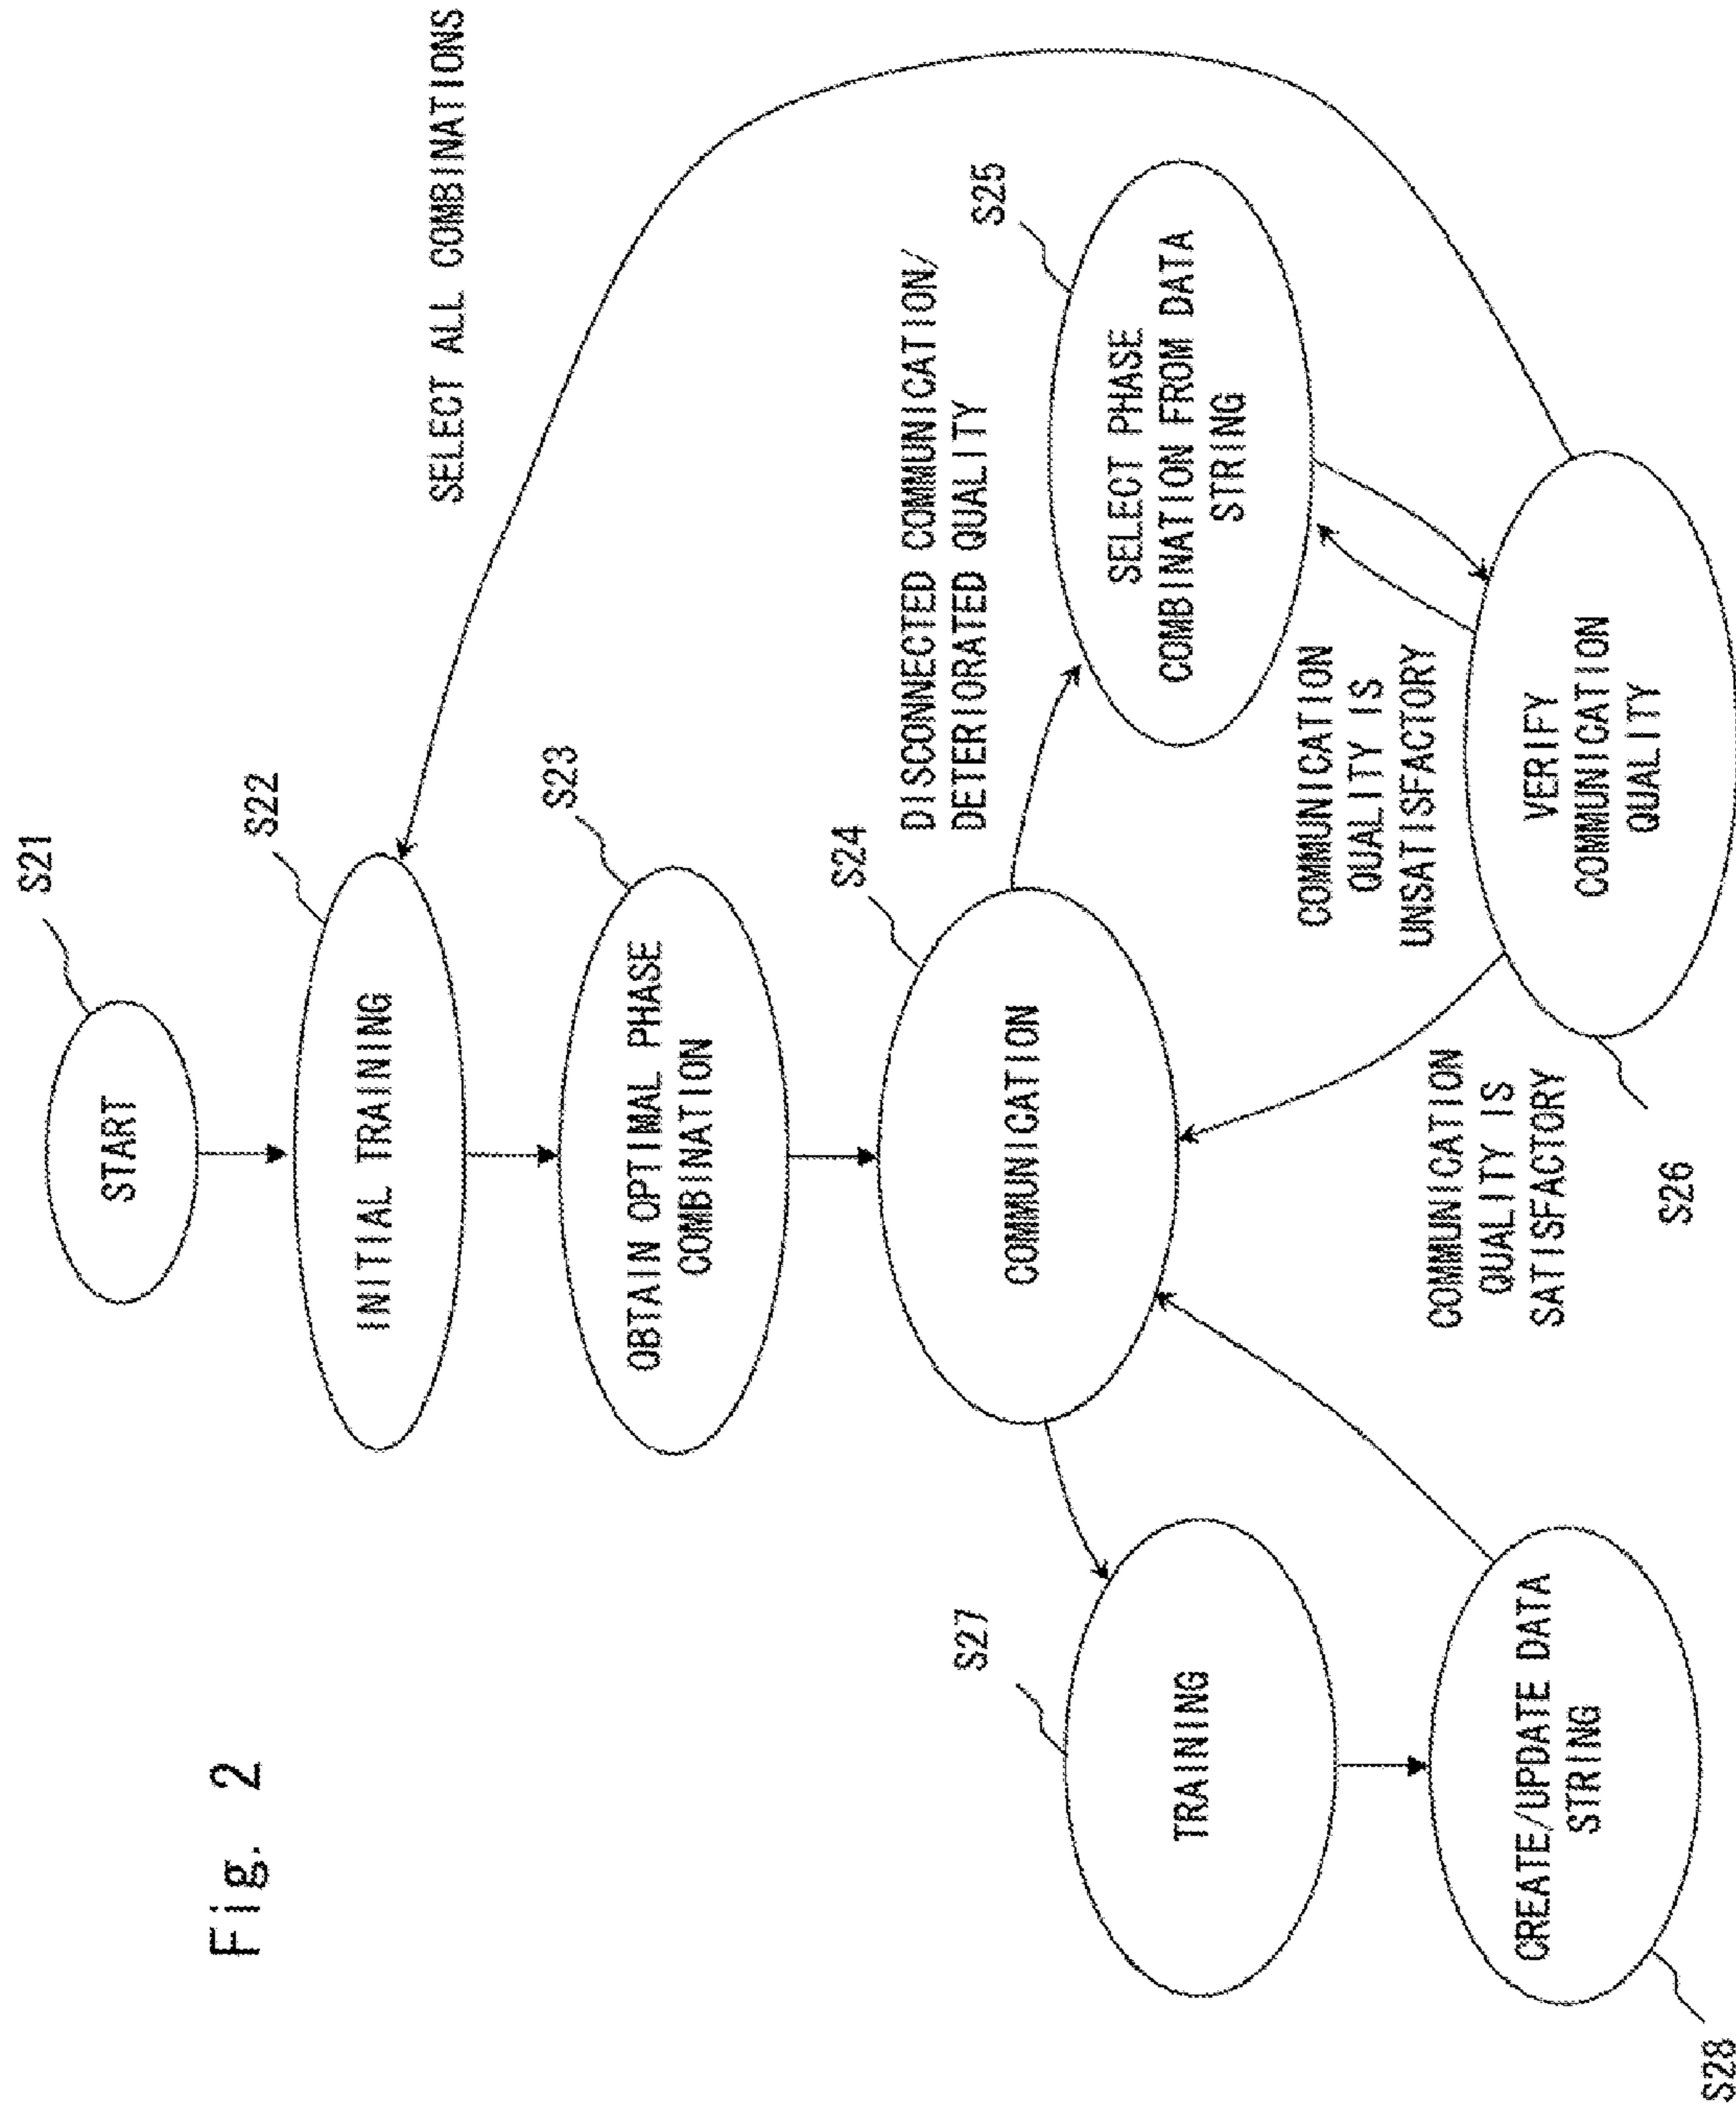 Fig. 2
START
S21
INITIAL TRAINING
S22
SELECT ALL COMBINATIONS
OBTAIN OPTIMAL PHASE
COMBINATION
S23
COMMUNICATION
S24
DISCONNECTED COMMUNICATION/
DETERIORATED QUALITY
SELECT PHASE
COMBINATION FROM DATA
STRING
S25
COMMUNICATION
QUALITY IS
UNSATISFACTORY
VERIFY
COMMUNICATION
QUALITY
S26
COMMUNICATION
QUALITY IS
SATISFACTORY
TRAINING
S27
CREATE/UPDATE DATA
STRING
S28